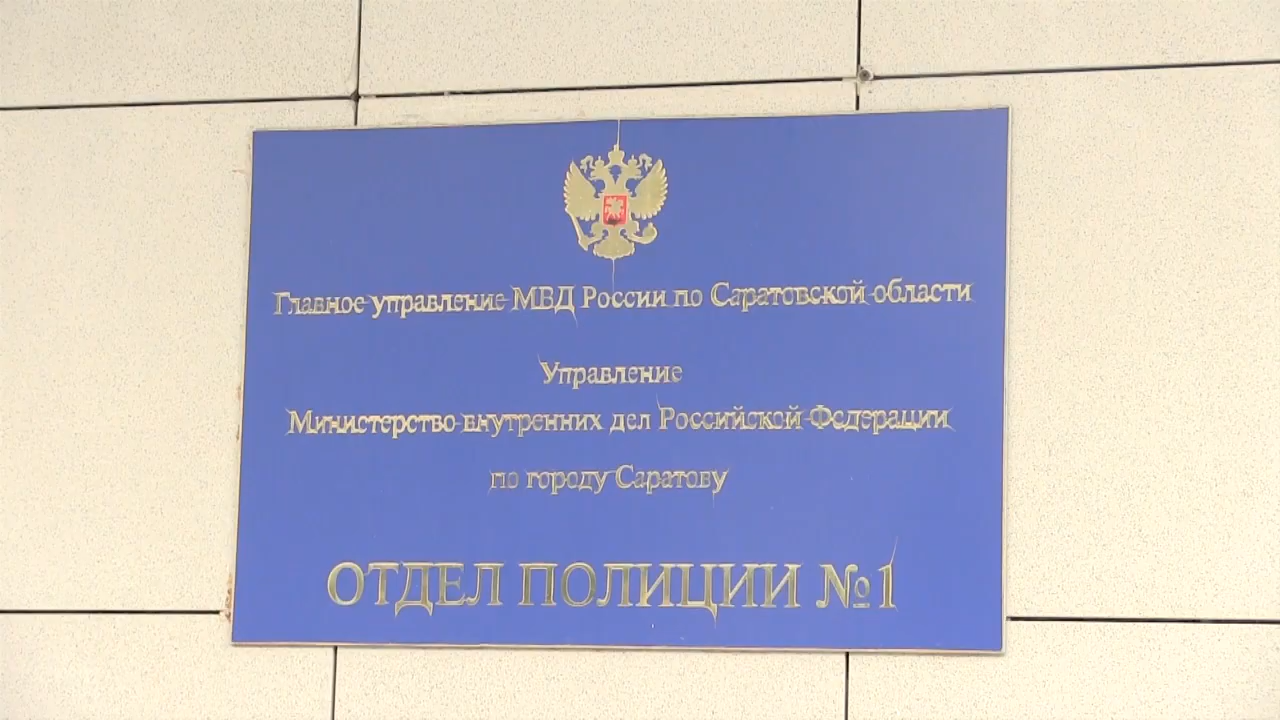 Главное управление МВД России по Саратовской области
Управление
Министерство внутренних дел Российской Федерации
по городу Саратову
ОТДЕЛ ПОЛИЦИИ №1